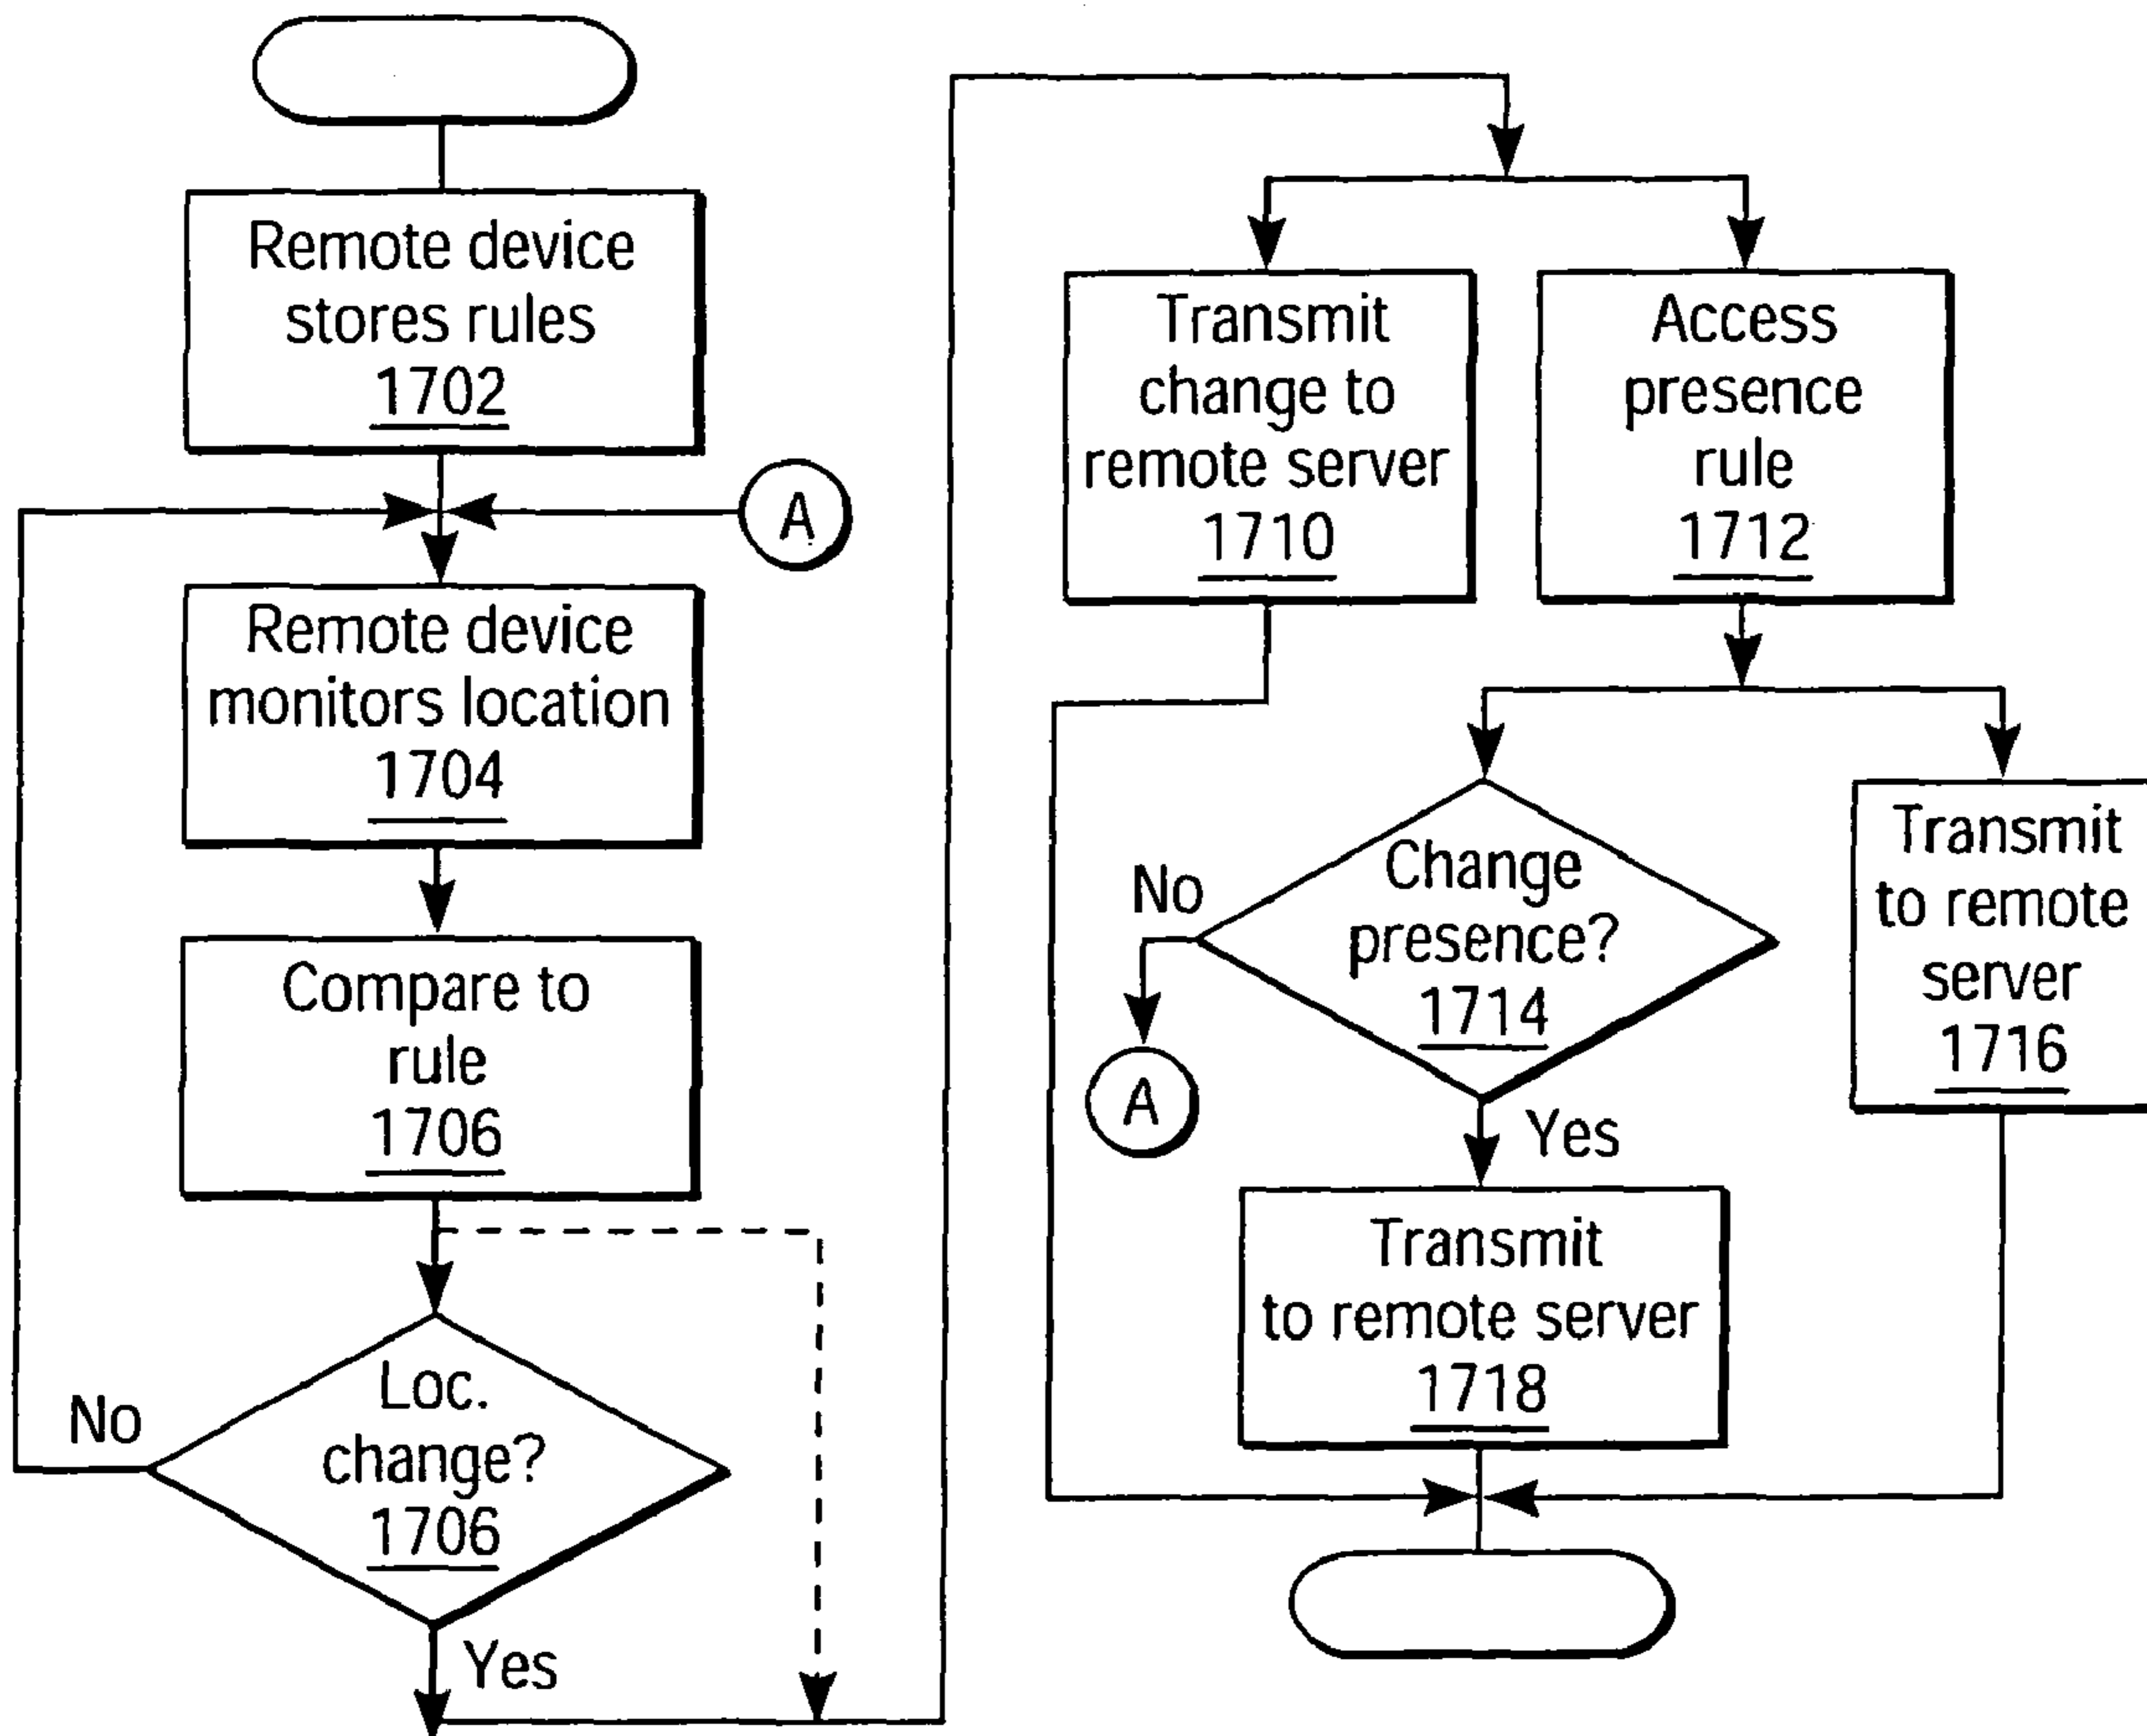 Remote device
stores rules
1702
A
Remote device
monitors location
1704
Compare to
rule
1706
Loc.
change?
1706
No
Yes
Transmit
change to
remote server
1710
Access
presence
rule
1712
Change
presence?
1714
No
A
Yes
Transmit
to remote
server
1716
Transmit
to remote server
1718